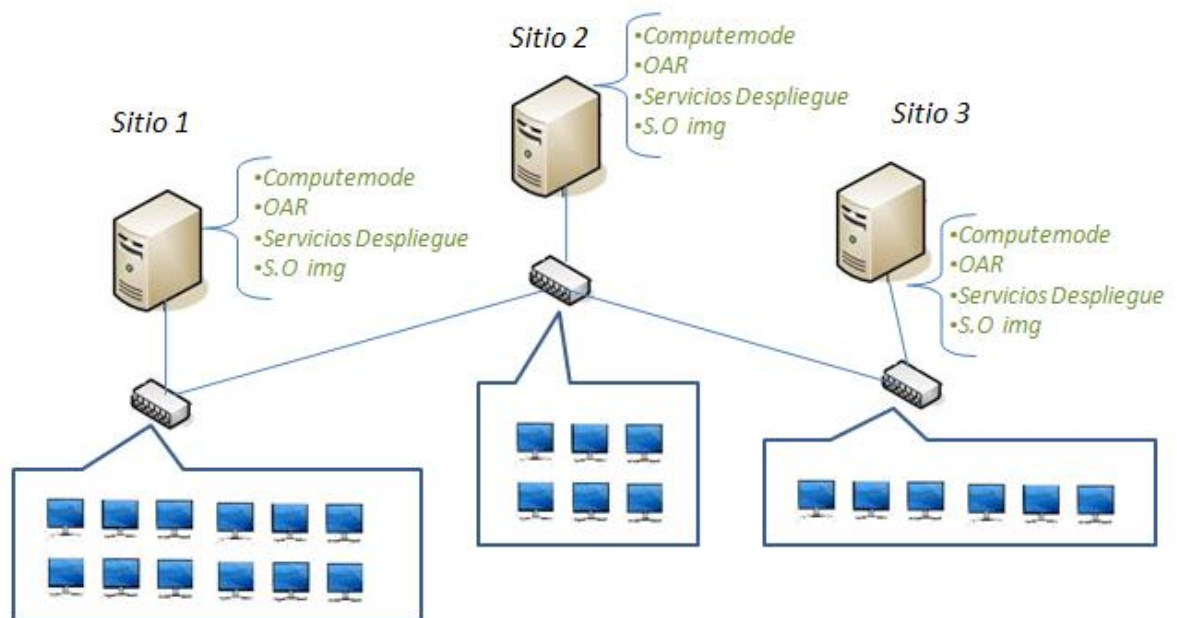 Sitio 1
•Computemode
•OAR
•Servicios Despliegue
•S.O img
Sitio 2
•Computemode
•OAR
•Servicios Despliegue
•S.O img
Sitio 3
•Computemode
•OAR
•Servicios Despliegue
•S.O img